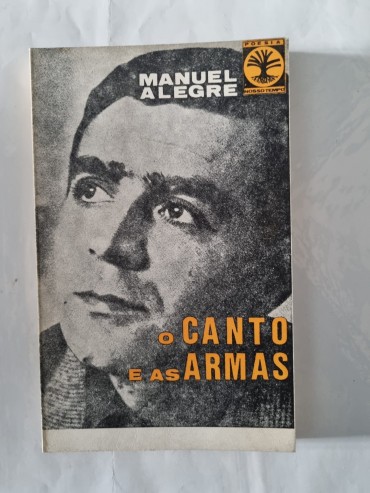 MANUEL
ALEGRE
POESIA
NOSSO TEMPO
O CANTO
E AS ARMAS